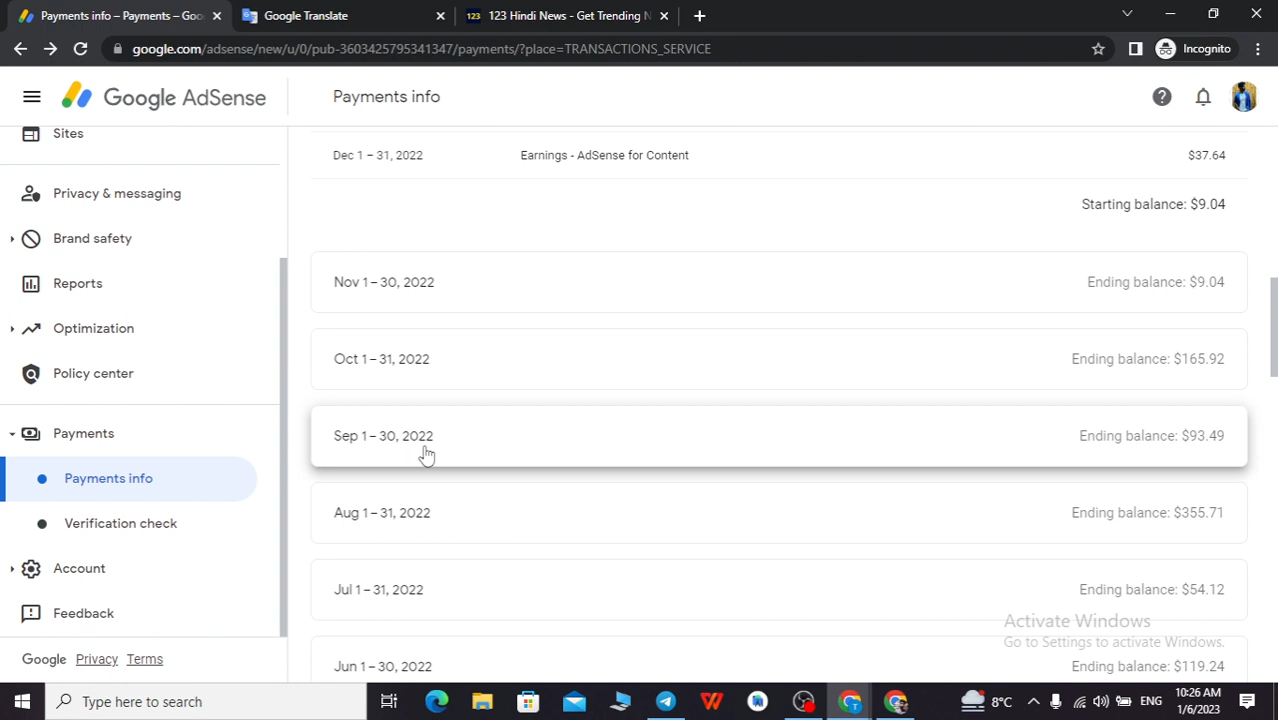 Payments info – Payments – Goo
Google Translate
123 Hindi News - Get Trending N
google.com/adsense/new/u/0/pub-3603425795341347/payments/?place=TRANSACTIONS_SERVICE
Incognito
Google AdSense
Payments info
Sites
Dec 1 – 31, 2022 Earnings - AdSense for Content $37.64
Privacy & messaging
Starting balance: $9.04
Brand safety
Nov 1 – 30, 2022 Ending balance: $9.04
Reports
Optimization
Oct 1 – 31, 2022 Ending balance: $165.92
Policy center
Payments
Sep 1 – 30, 2022 Ending balance: $93.49
Payments info
Aug 1 – 31, 2022 Ending balance: $355.71
Verification check
Account
Jul 1 – 31, 2022 Ending balance: $54.12
Feedback
Activate Windows
Go to Settings to activate Windows.
Google Privacy Terms
Jun 1 – 30, 2022 Ending balance: $119.24
Type here to search
8°C
ENG
10:26 AM
1/6/2023